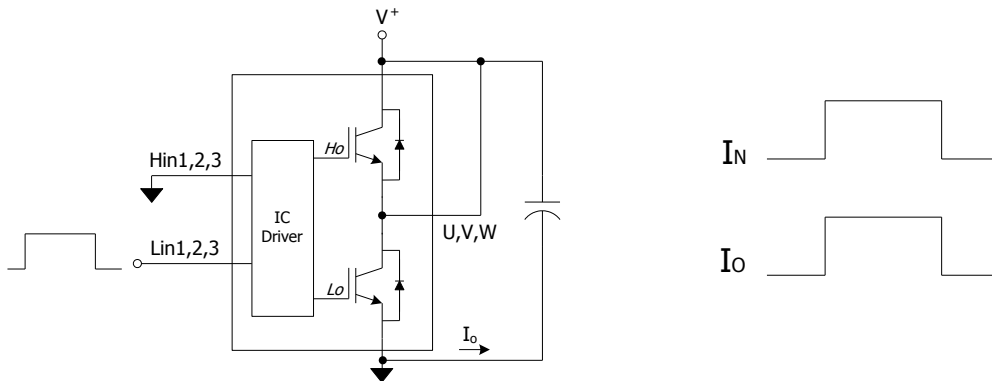 V+
Ho
Hin1,2,3
IC
Driver
U,V,W
Lin1,2,3
Lo
Io
IN
IO